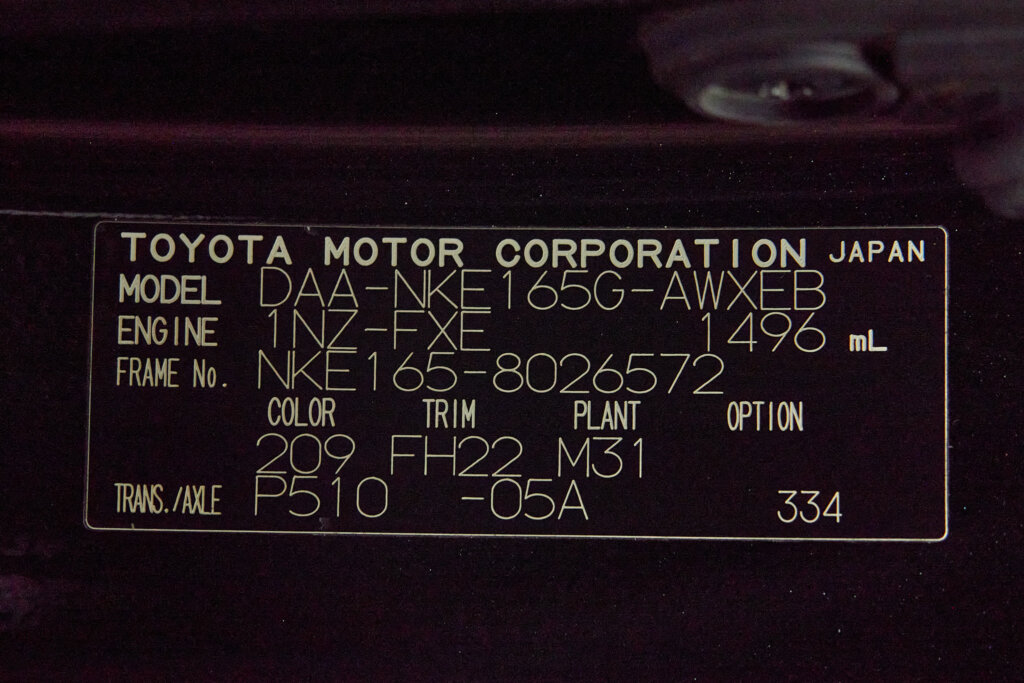 TOYOTA MOTOR CORPORATION JAPAN
MODEL DAA-NKE165G-AWXEB
ENGINE 1NZ-FXE 1496 mL
FRAME No. NKE165-8026572
COLOR TRIM PLANT OPTION
209 FH22 M31
TRANS./AXLE P510 -05A 334